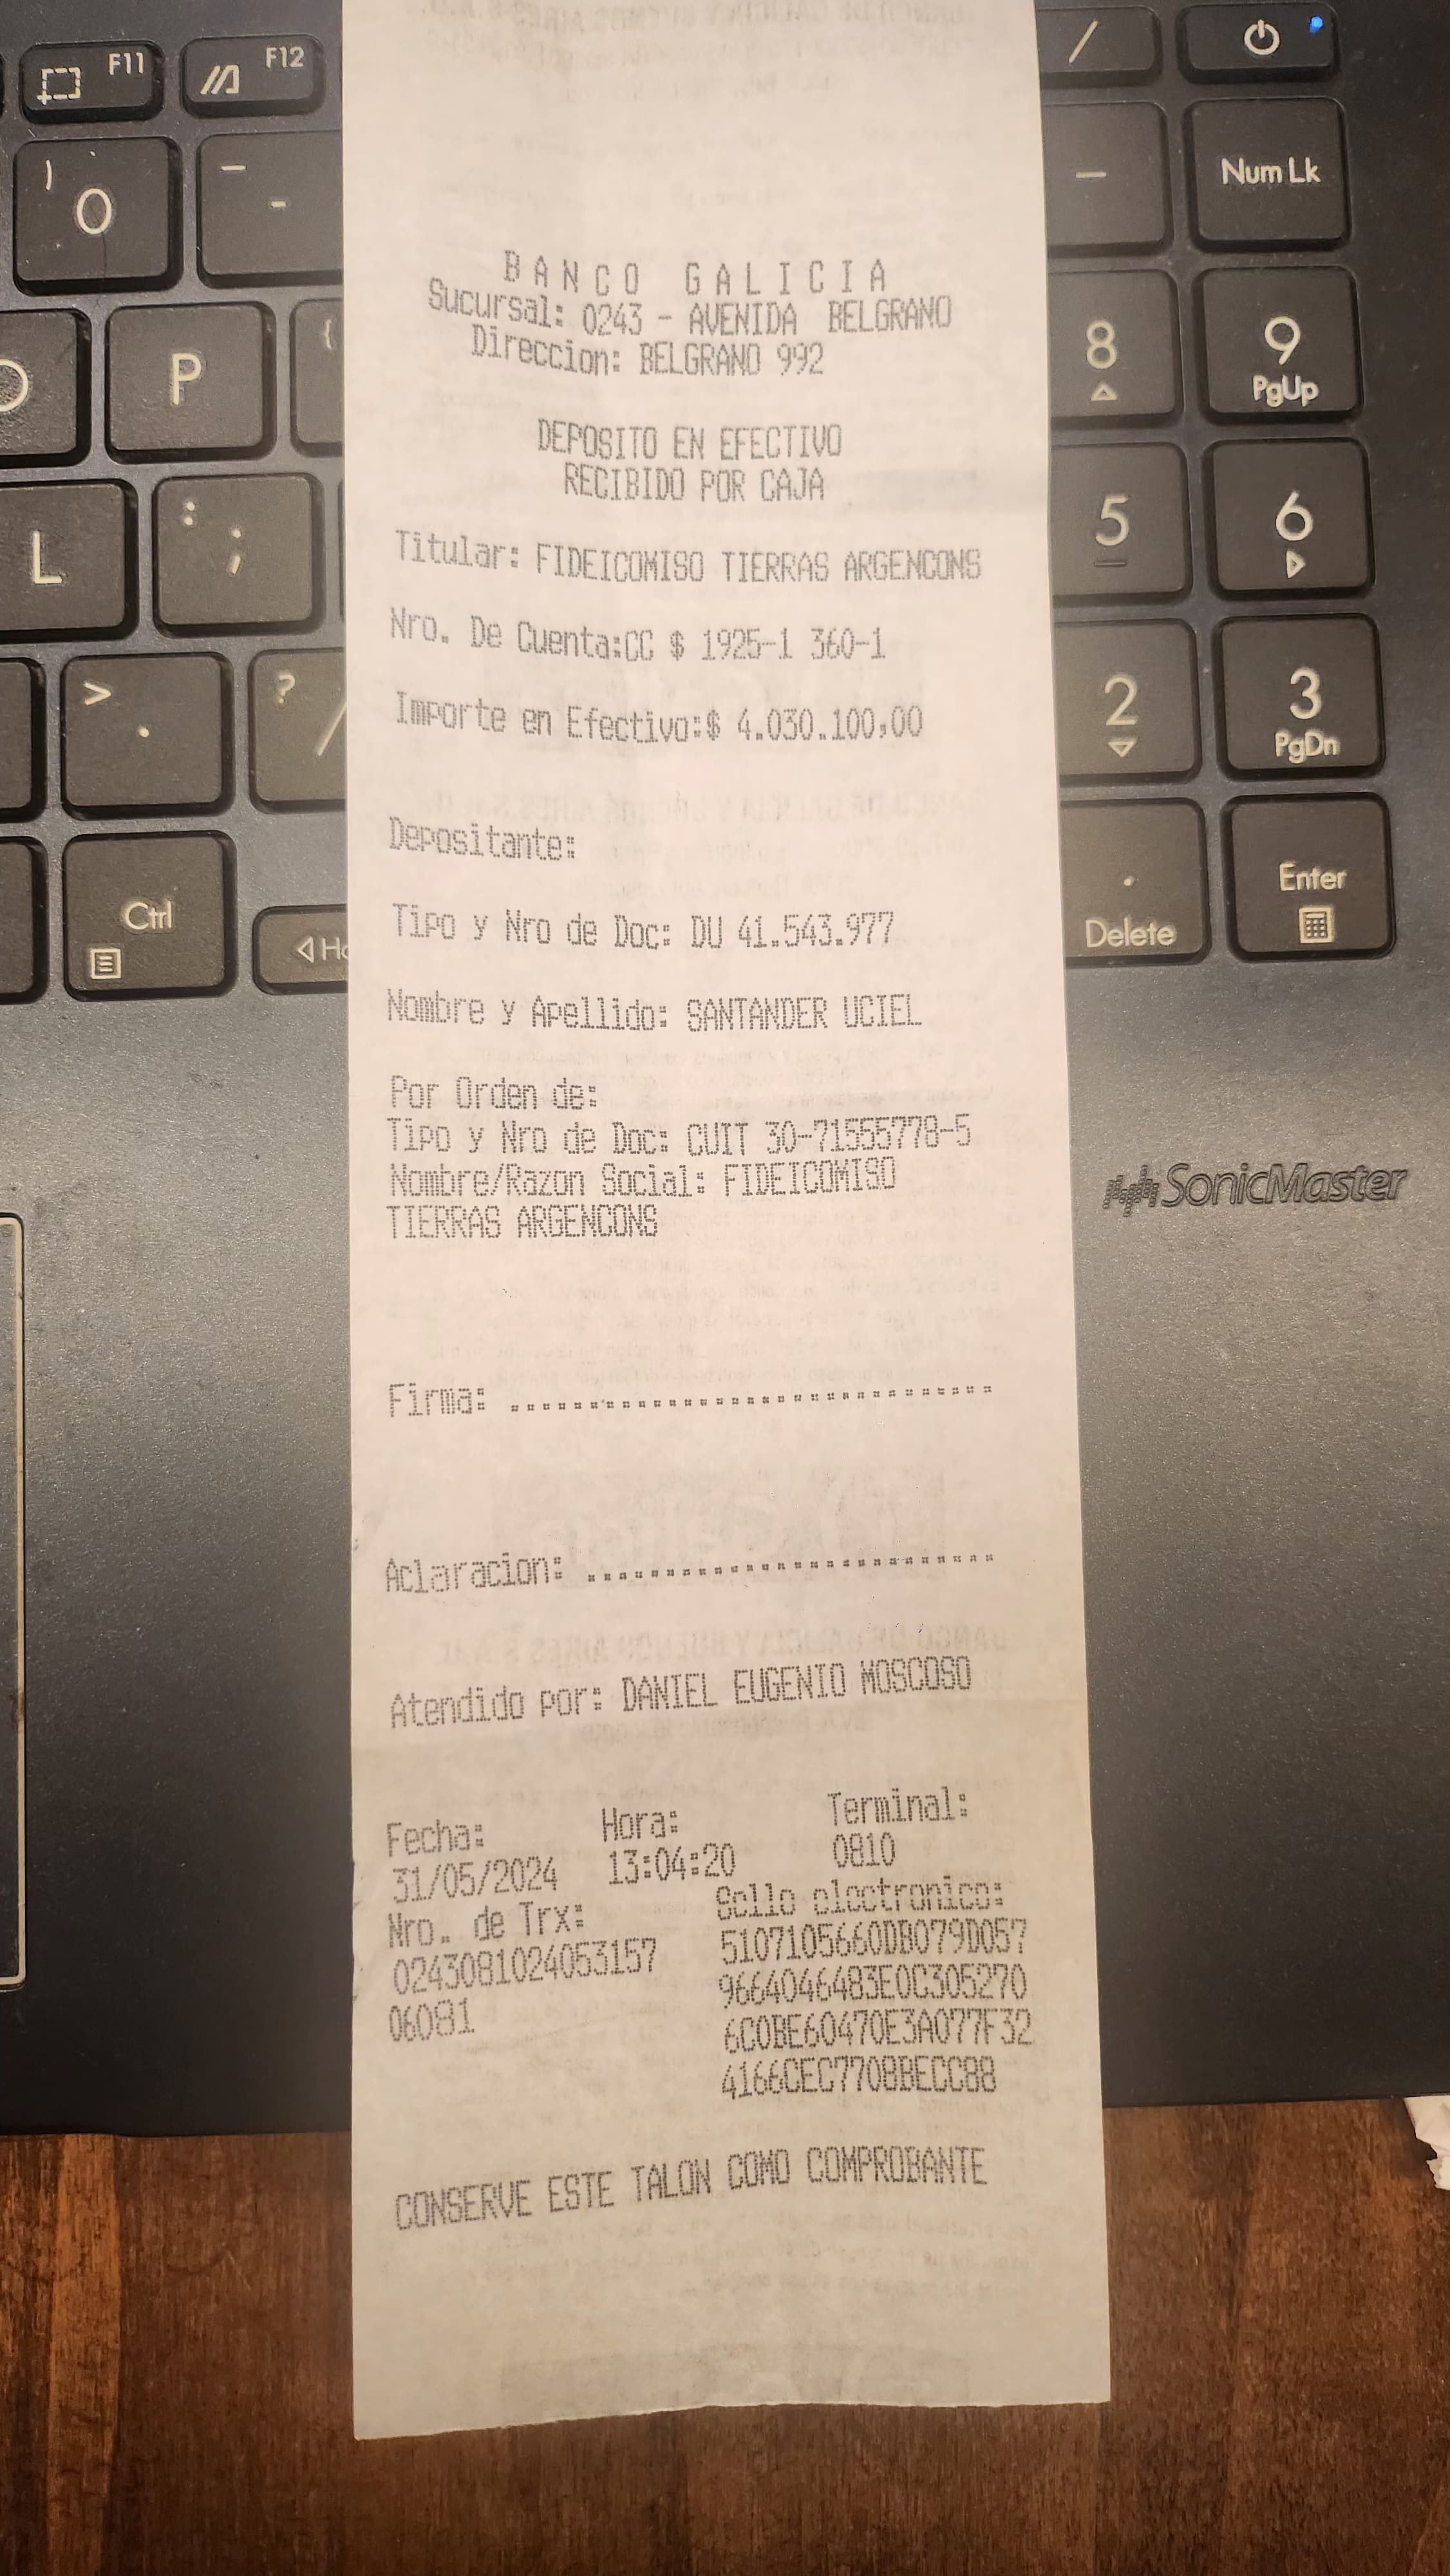 F11
F12
/
)
0
_
-
-
Num Lk
P
{
8
9
PgUp
L
:
;
5
6
>
.
?
/
2
3
PgDn
Ctrl
.
Delete
Enter
SonicMaster
BANCO GALICIA
Sucursal: 0243 - AVENIDA BELGRANO
Direccion: BELGRANO 992
DEPOSITO EN EFECTIVO
RECIBIDO POR CAJA
Titular: FIDEICOMISO TIERRAS ARGENCONS
Nro. De Cuenta:CC $ 1925-1 360-1
Importe en Efectivo:$ 4.030.100,00
Depositante:
Tipo y Nro de Doc: DU 41.543.977
Nombre y Apellido: SANTANDER UCIEL
Por Orden de:
Tipo y Nro de Doc: CUIT 30-71555778-5
Nombre/Razon Social: FIDEICOMISO
TIERRAS ARGENCONS
Firma: ...............................
Aclaracion: ..........................
Atendido por: DANIEL EUGENIO MOSCOSO
Fecha: Hora: Terminal:
31/05/2024 13:04:20 0810
Nro. de Trx: Sello electronico:
0243081024053157 5107105660DB079D057
06081 9664046483E0C305270
6C0BE60470E3A077F32
4166CEC7708BECC88
CONSERVE ESTE TALON COMO COMPROBANTE